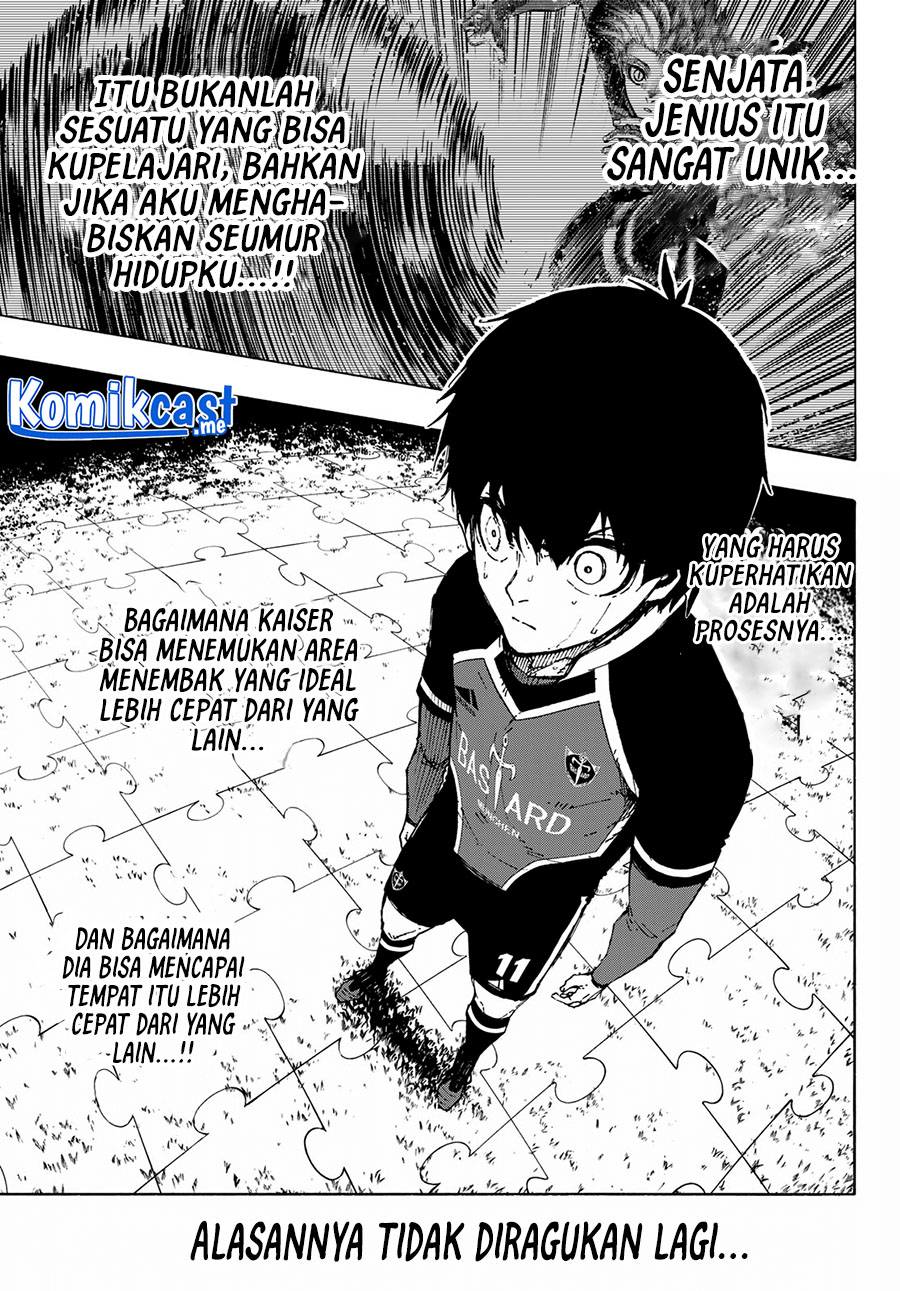 SENJATA
JENIUS ITU
SANGAT UNIK...
ITU BUKANLAH
SESUATU YANG BISA
KUPELAJARI, BAHKAN
JIKA AKU MENGHA-
BISKAN SEUMUR
HIDUPKU...!!
Komikcast
.me
YANG HARUS
KUPERHATIKAN
ADALAH
PROSESNYA...
BAGAIMANA KAISER
BISA MENEMUKAN AREA
MENEMBAK YANG IDEAL
LEBIH CEPAT DARI YANG
LAIN...
BASTARD
MÜNCHEN
11
DAN BAGAIMANA
DIA BISA MENCAPAI
TEMPAT ITU LEBIH
CEPAT DARI YANG
LAIN...!!
ALASANNYA TIDAK DIRAGUKAN LAGI...